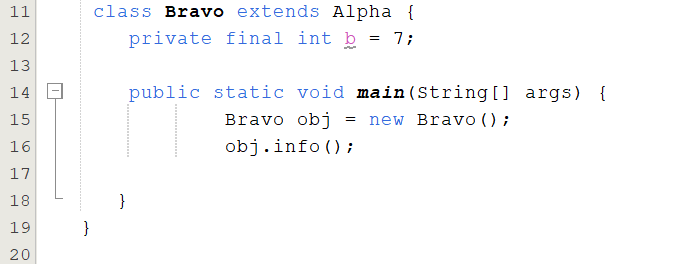 11 class Bravo extends Alpha {
12 private final int b = 7;
13
14 public static void main(String[] args) {
15 Bravo obj = new Bravo();
16 obj.info();
17
18 }
19 }
20